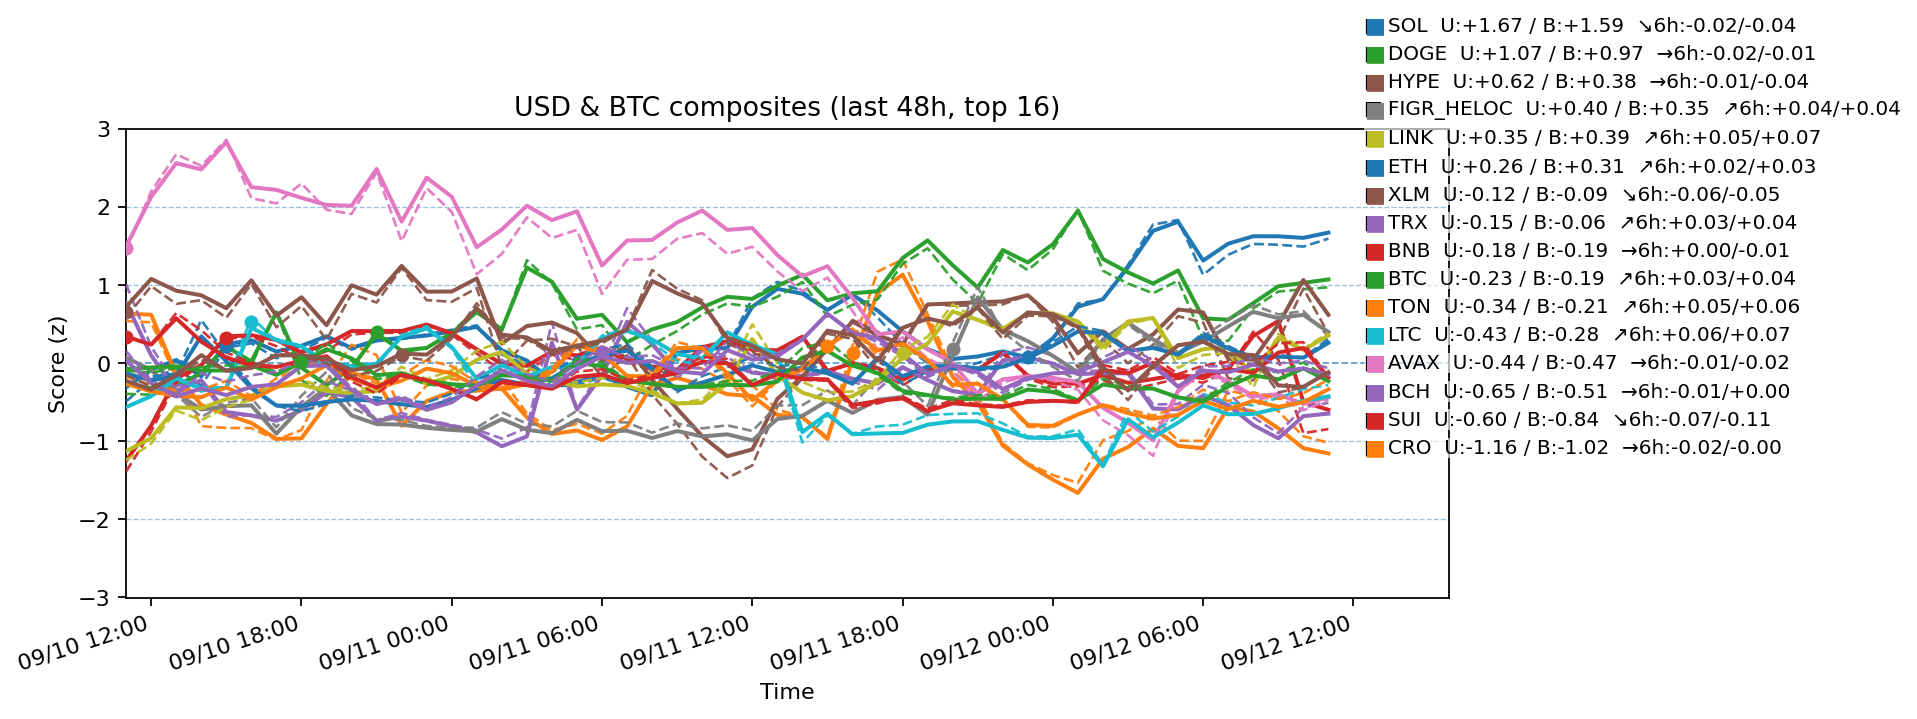 SOL U:+1.67 / B:+1.59 ↘6h:-0.02/-0.04
DOGE U:+1.07 / B:+0.97 →6h:-0.02/-0.01
HYPE U:+0.62 / B:+0.38 →6h:-0.01/-0.04
FIGR_HELOC U:+0.40 / B:+0.35 ↗6h:+0.04/+0.04
LINK U:+0.35 / B:+0.39 ↗6h:+0.05/+0.07
ETH U:+0.26 / B:+0.31 ↗6h:+0.02/+0.03
XLM U:-0.12 / B:-0.09 ↘6h:-0.06/-0.05
TRX U:-0.15 / B:-0.06 ↗6h:+0.03/+0.04
BNB U:-0.18 / B:-0.19 →6h:+0.00/-0.01
BTC U:-0.23 / B:-0.19 ↗6h:+0.03/+0.04
TON U:-0.34 / B:-0.21 ↗6h:+0.05/+0.06
LTC U:-0.43 / B:-0.28 ↗6h:+0.06/+0.07
AVAX U:-0.44 / B:-0.47 →6h:-0.01/-0.02
BCH U:-0.65 / B:-0.51 →6h:-0.01/+0.00
SUI U:-0.60 / B:-0.84 ↘6h:-0.07/-0.11
CRO U:-1.16 / B:-1.02 →6h:-0.02/-0.00
USD & BTC composites (last 48h, top 16)
Score (z)
3
2
1
0
−1
−2
−3
09/10 12:00
09/10 18:00
09/11 00:00
09/11 06:00
09/11 12:00
09/11 18:00
09/12 00:00
09/12 06:00
09/12 12:00
Time